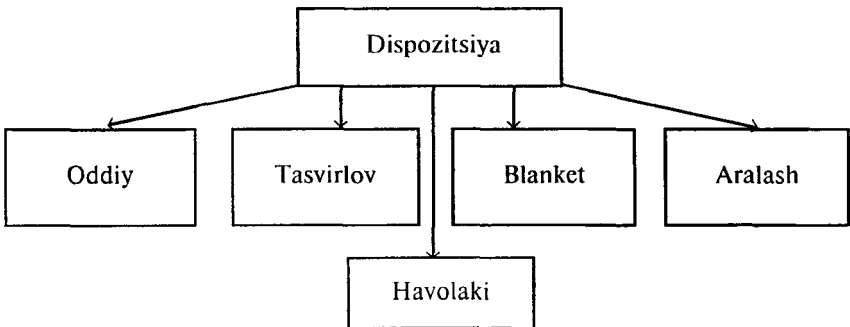 Dispozitsiya
Oddiy
Tasvirlov
Blanket
Aralash
Havolaki